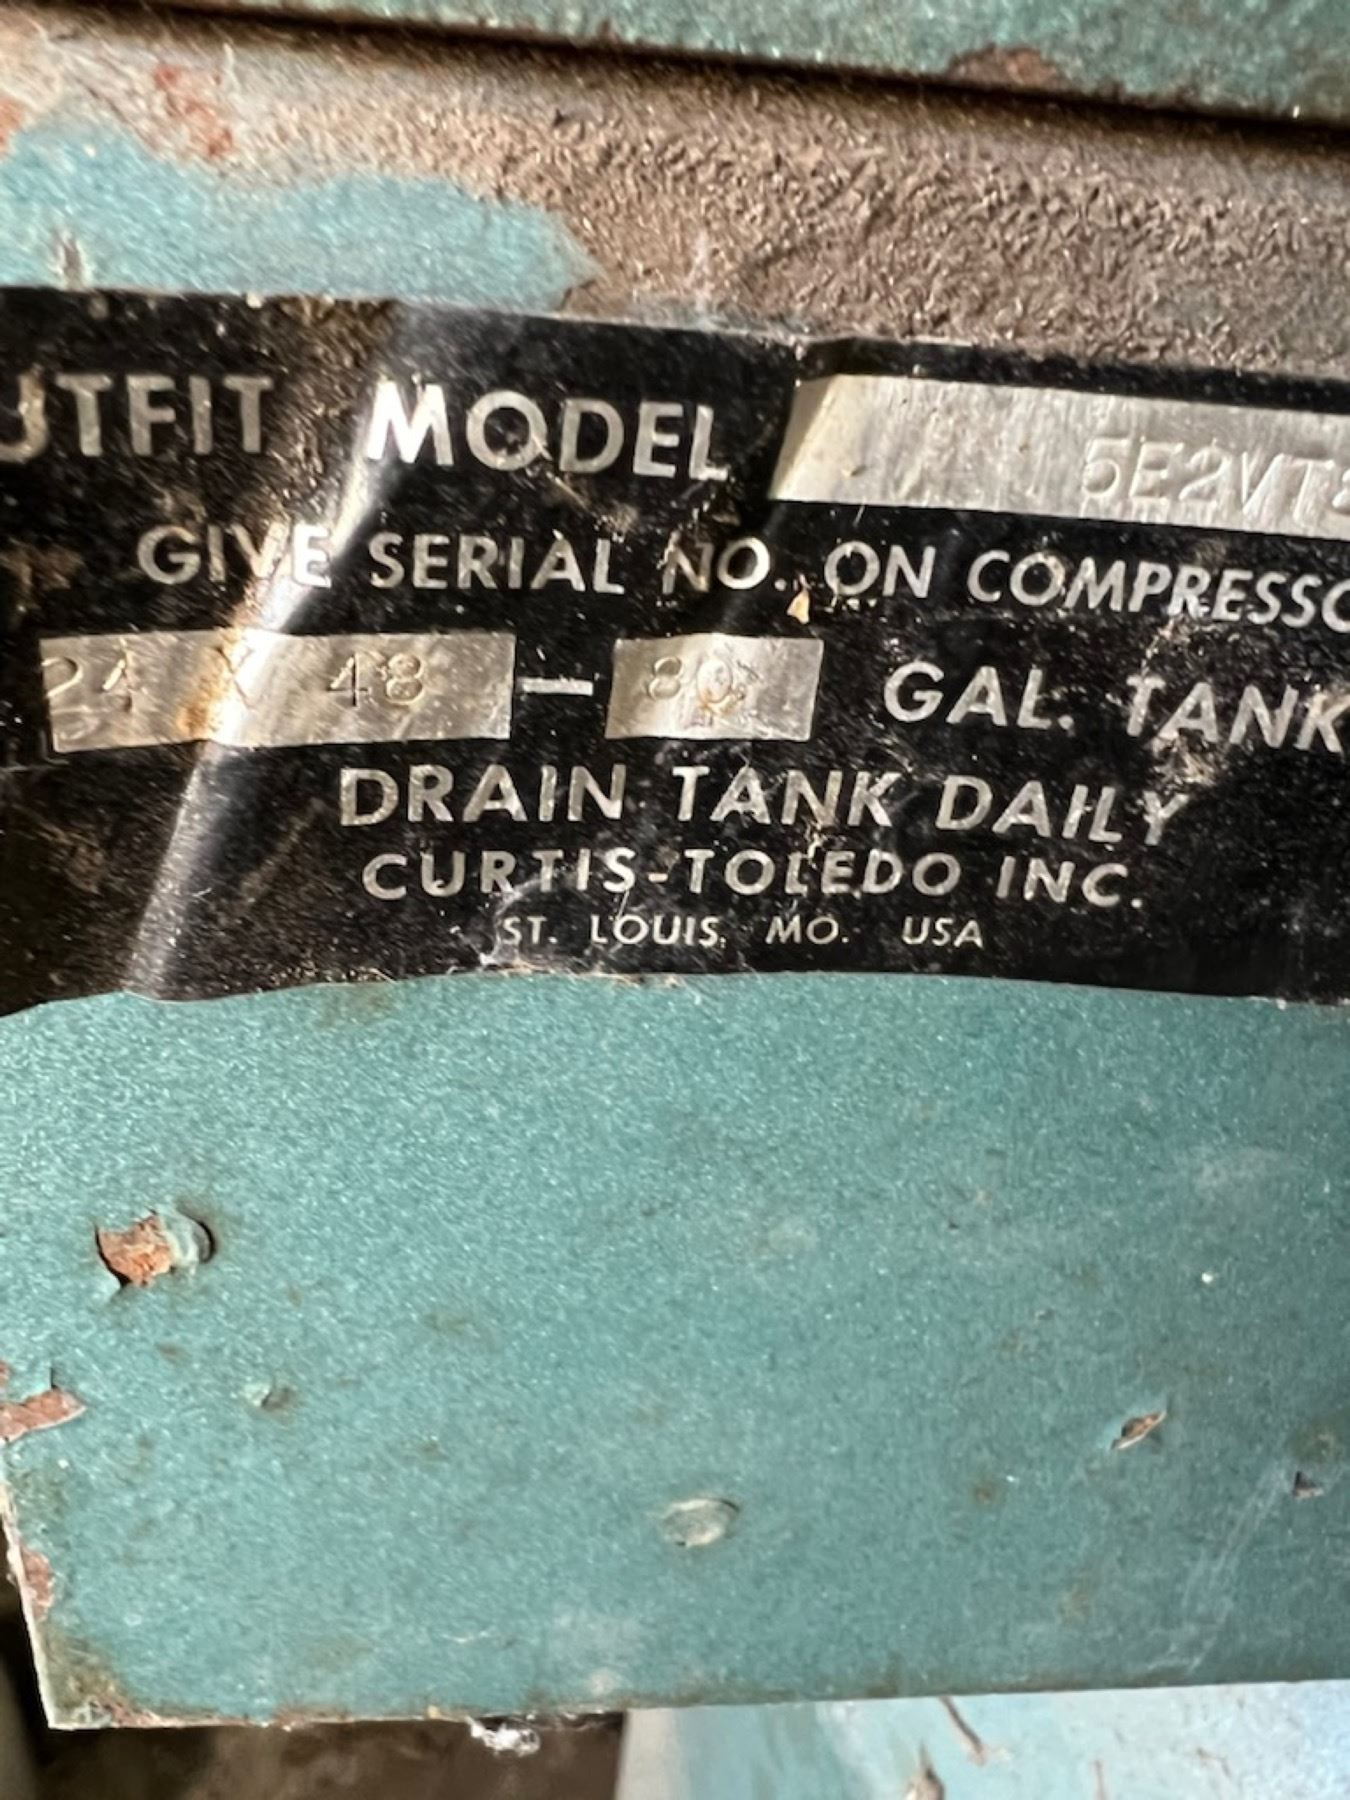 UTFIT MODEL 5E2VT
GIVE SERIAL NO. ON COMPRESSO
24 X 48 - 80 GAL. TANK
DRAIN TANK DAILY
CURTIS-TOLEDO INC.
ST. LOUIS, MO. USA